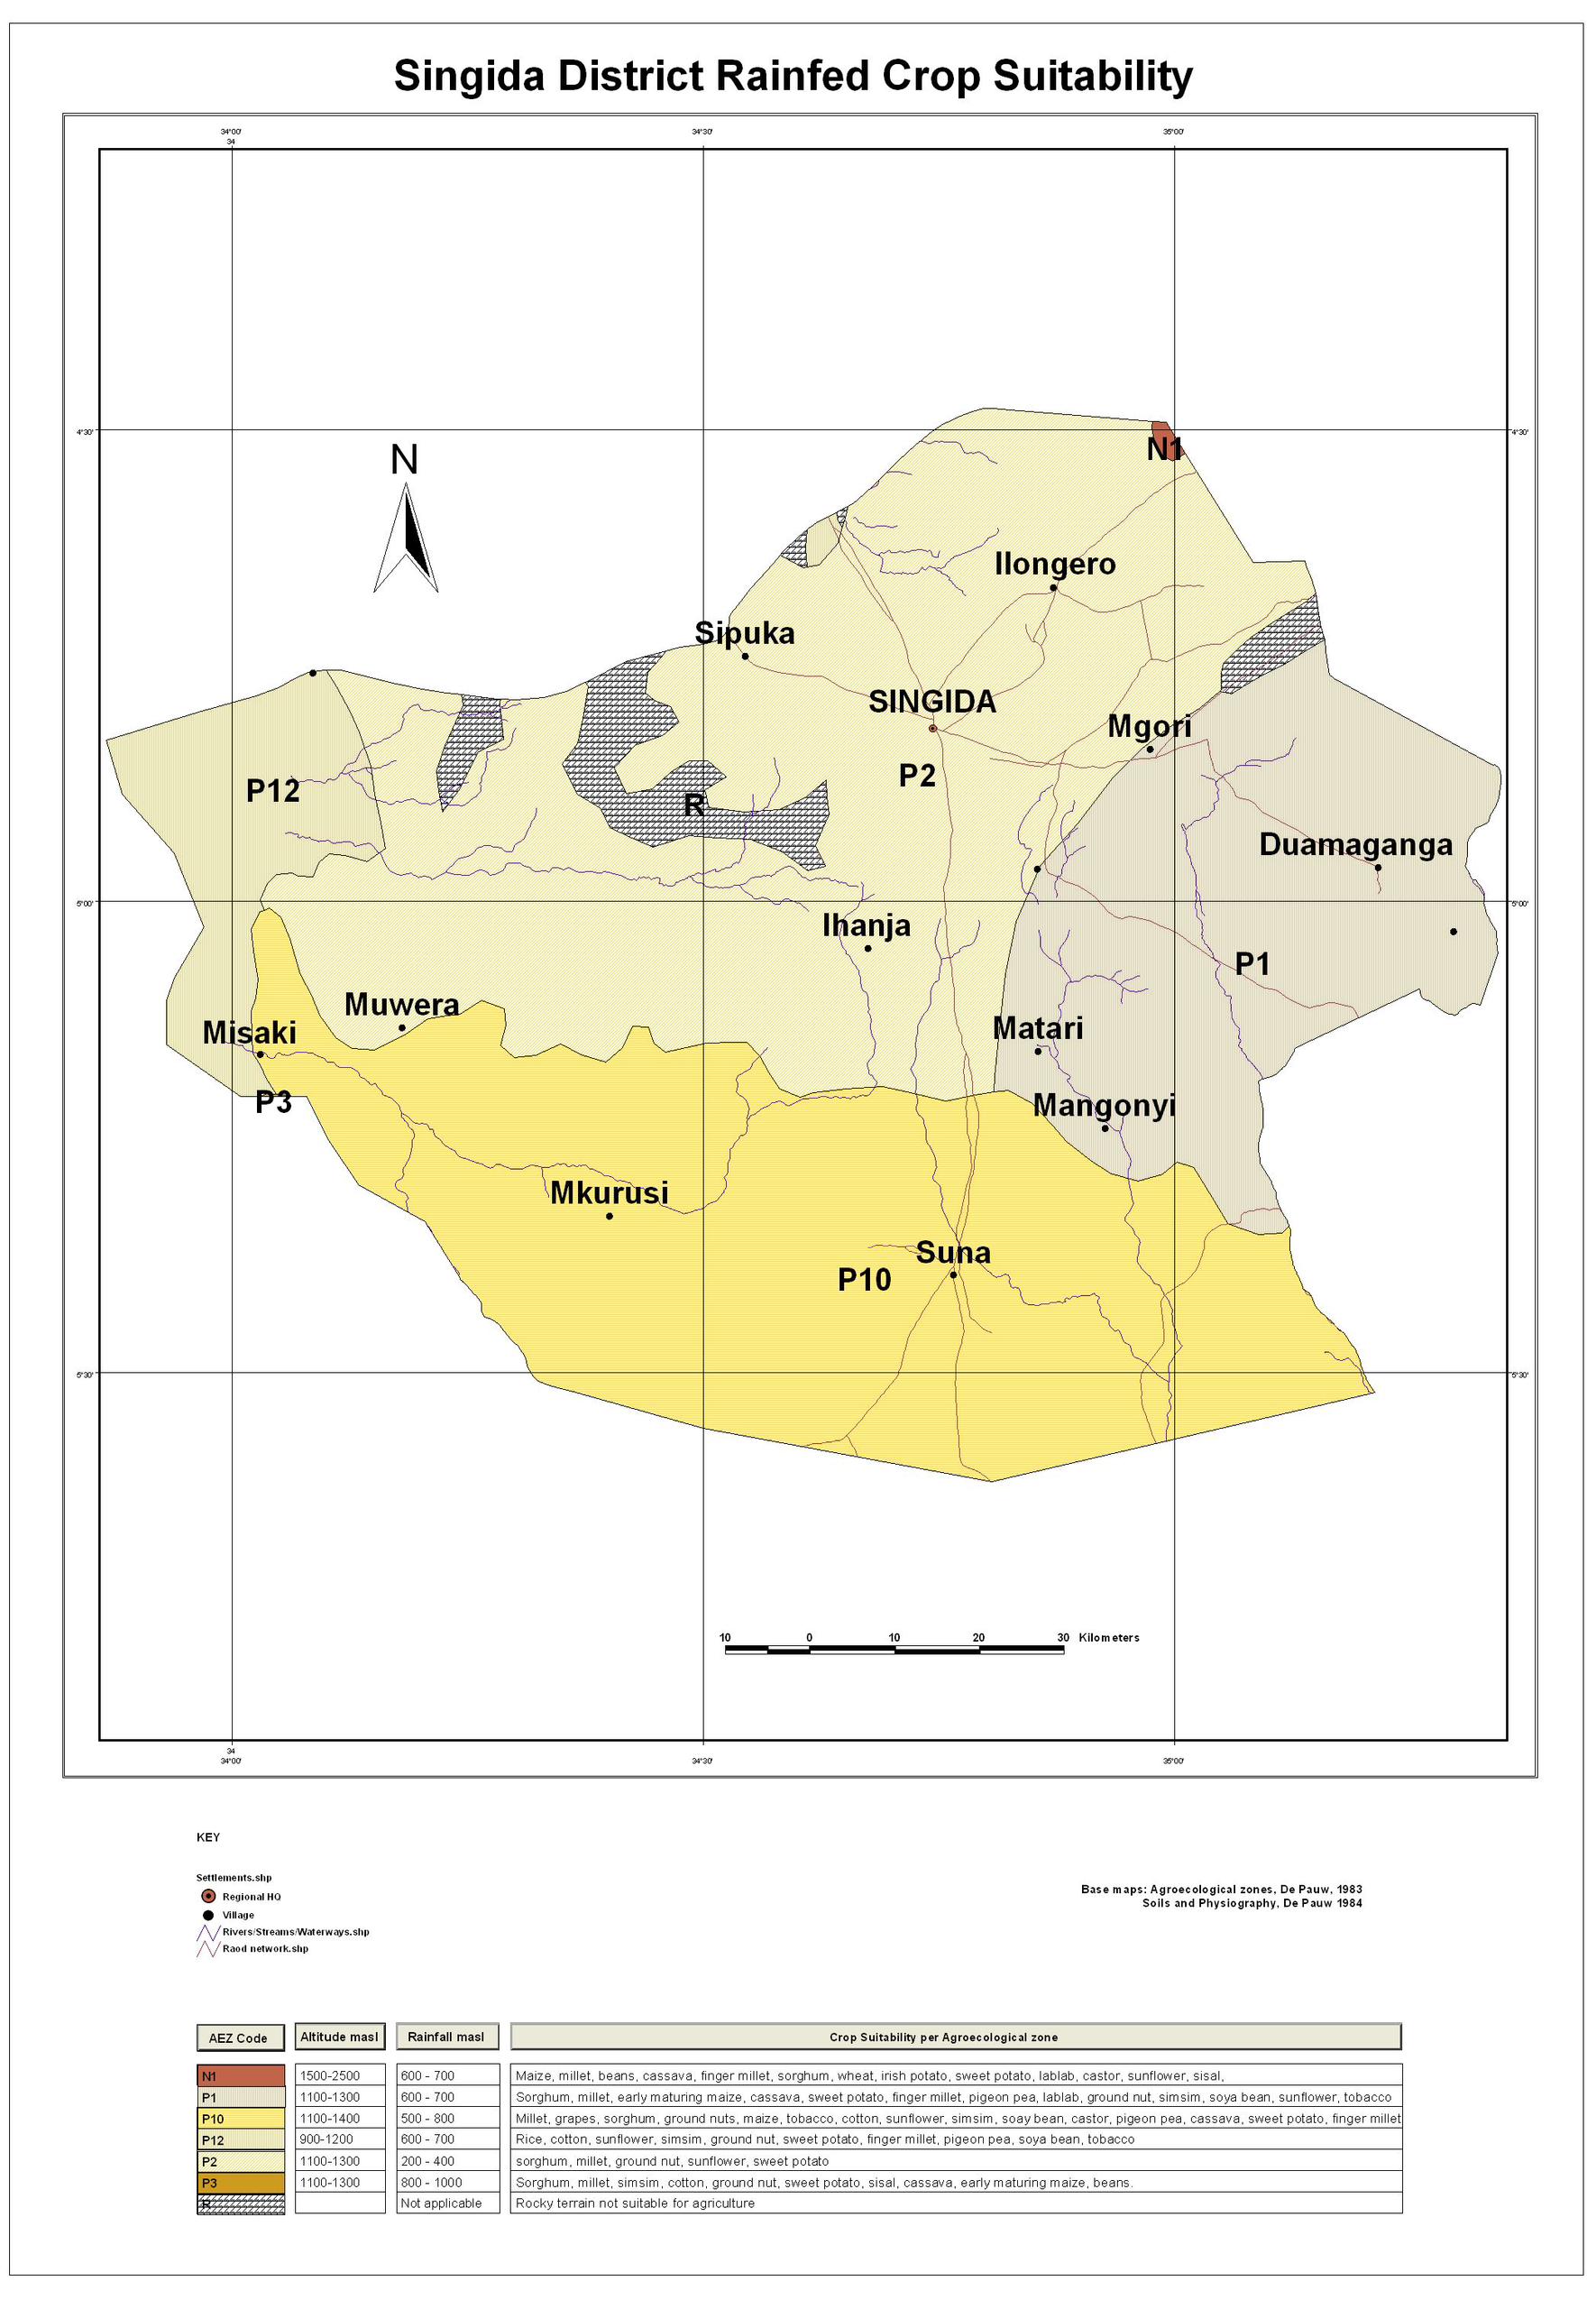 Singida District Rainfed Crop Suitability
34°00' 34°30' 35°00'
34
4°30' 4°30'
N
N1
Ilongero
Sipuka
SINGIDA
Mgori
P2
P12
R
Duamaganga
5°00' 5°00'
Ihanja
P1
Muwera
Misaki
Matari
P3
Mangonyi
Mkurusi
Suna
P10
5°30' 5°30'
10 0 10 20 30 Kilometers
34
34°00' 34°30' 35°00'
KEY
Settlements.shp
Regional HQ
Village
Rivers/Streams/Waterways.shp
Raod network.shp
Base maps: Agroecological zones, De Pauw, 1983
Soils and Physiography, De Pauw 1984
AEZ Code Altitude masl Rainfall masl Crop Suitability per Agroecological zone
N1 1500-2500 600 - 700 Maize, millet, beans, cassava, finger millet, sorghum, wheat, irish potato, sweet potato, lablab, castor, sunflower, sisal,
P1 1100-1300 600 - 700 Sorghum, millet, early maturing maize, cassava, sweet potato, finger millet, pigeon pea, lablab, ground nut, simsim, soya bean, sunflower, tobacco
P10 1100-1400 500 - 800 Millet, grapes, sorghum, ground nuts, maize, tobacco, cotton, sunflower, simsim, soay bean, castor, pigeon pea, cassava, sweet potato, finger millet
P12 900-1200 600 - 700 Rice, cotton, sunflower, simsim, ground nut, sweet potato, finger millet, pigeon pea, soya bean, tobacco
P2 1100-1300 200 - 400 sorghum, millet, ground nut, sunflower, sweet potato
P3 1100-1300 800 - 1000 Sorghum, millet, simsim, cotton, ground nut, sweet potato, sisal, cassava, early maturing maize, beans.
R Not applicable Rocky terrain not suitable for agriculture